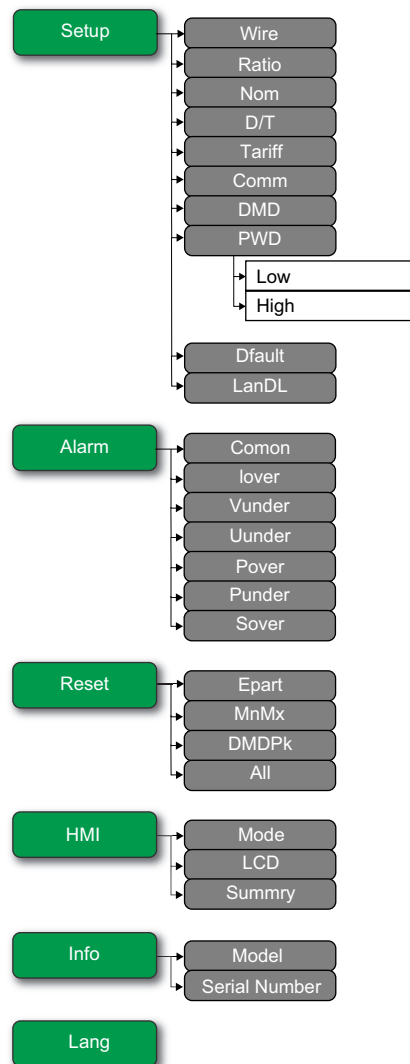 Setup
Wire
Ratio
Nom
D/T
Tariff
Comm
DMD
PWD
Low
High
Dfault
LanDL
Alarm
Comon
Iover
Vunder
Uunder
Pover
Punder
Sover
Reset
Epart
MnMx
DMDPk
All
HMI
Mode
LCD
Summry
Info
Model
Serial Number
Lang